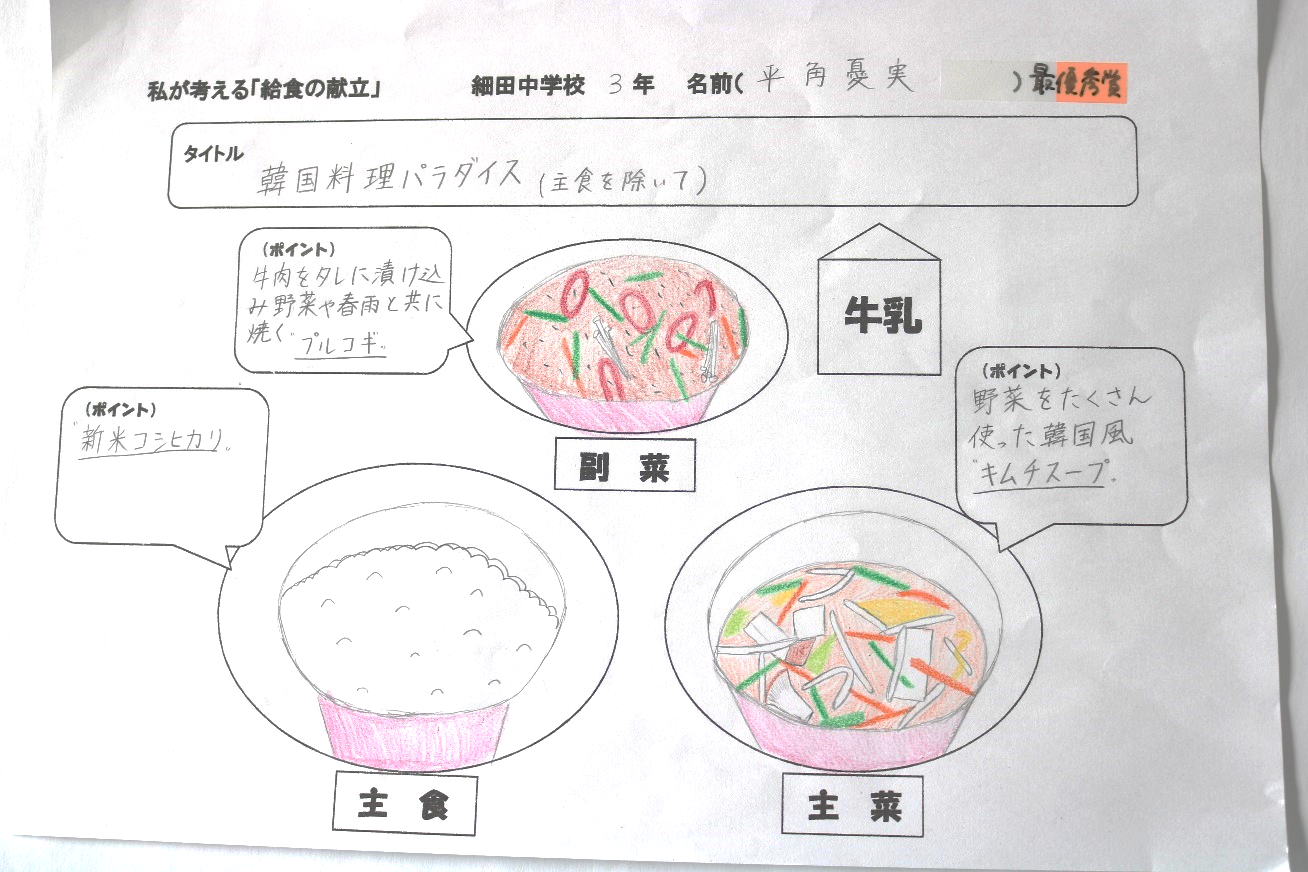 私が考える「給食の献立」 細田中学校 3年 名前( 平角憂実 ) 最優秀賞
タイトル
韓国料理パラダイス (主食を除いて)
(ポイント)
牛肉をタレに漬け込
み野菜や春雨と共に
焼く"プルコギ"
牛乳
副菜
(ポイント)
"新米コシヒカリ"
(ポイント)
野菜をたくさん
使った韓国風
"キムチスープ"
主食
主菜